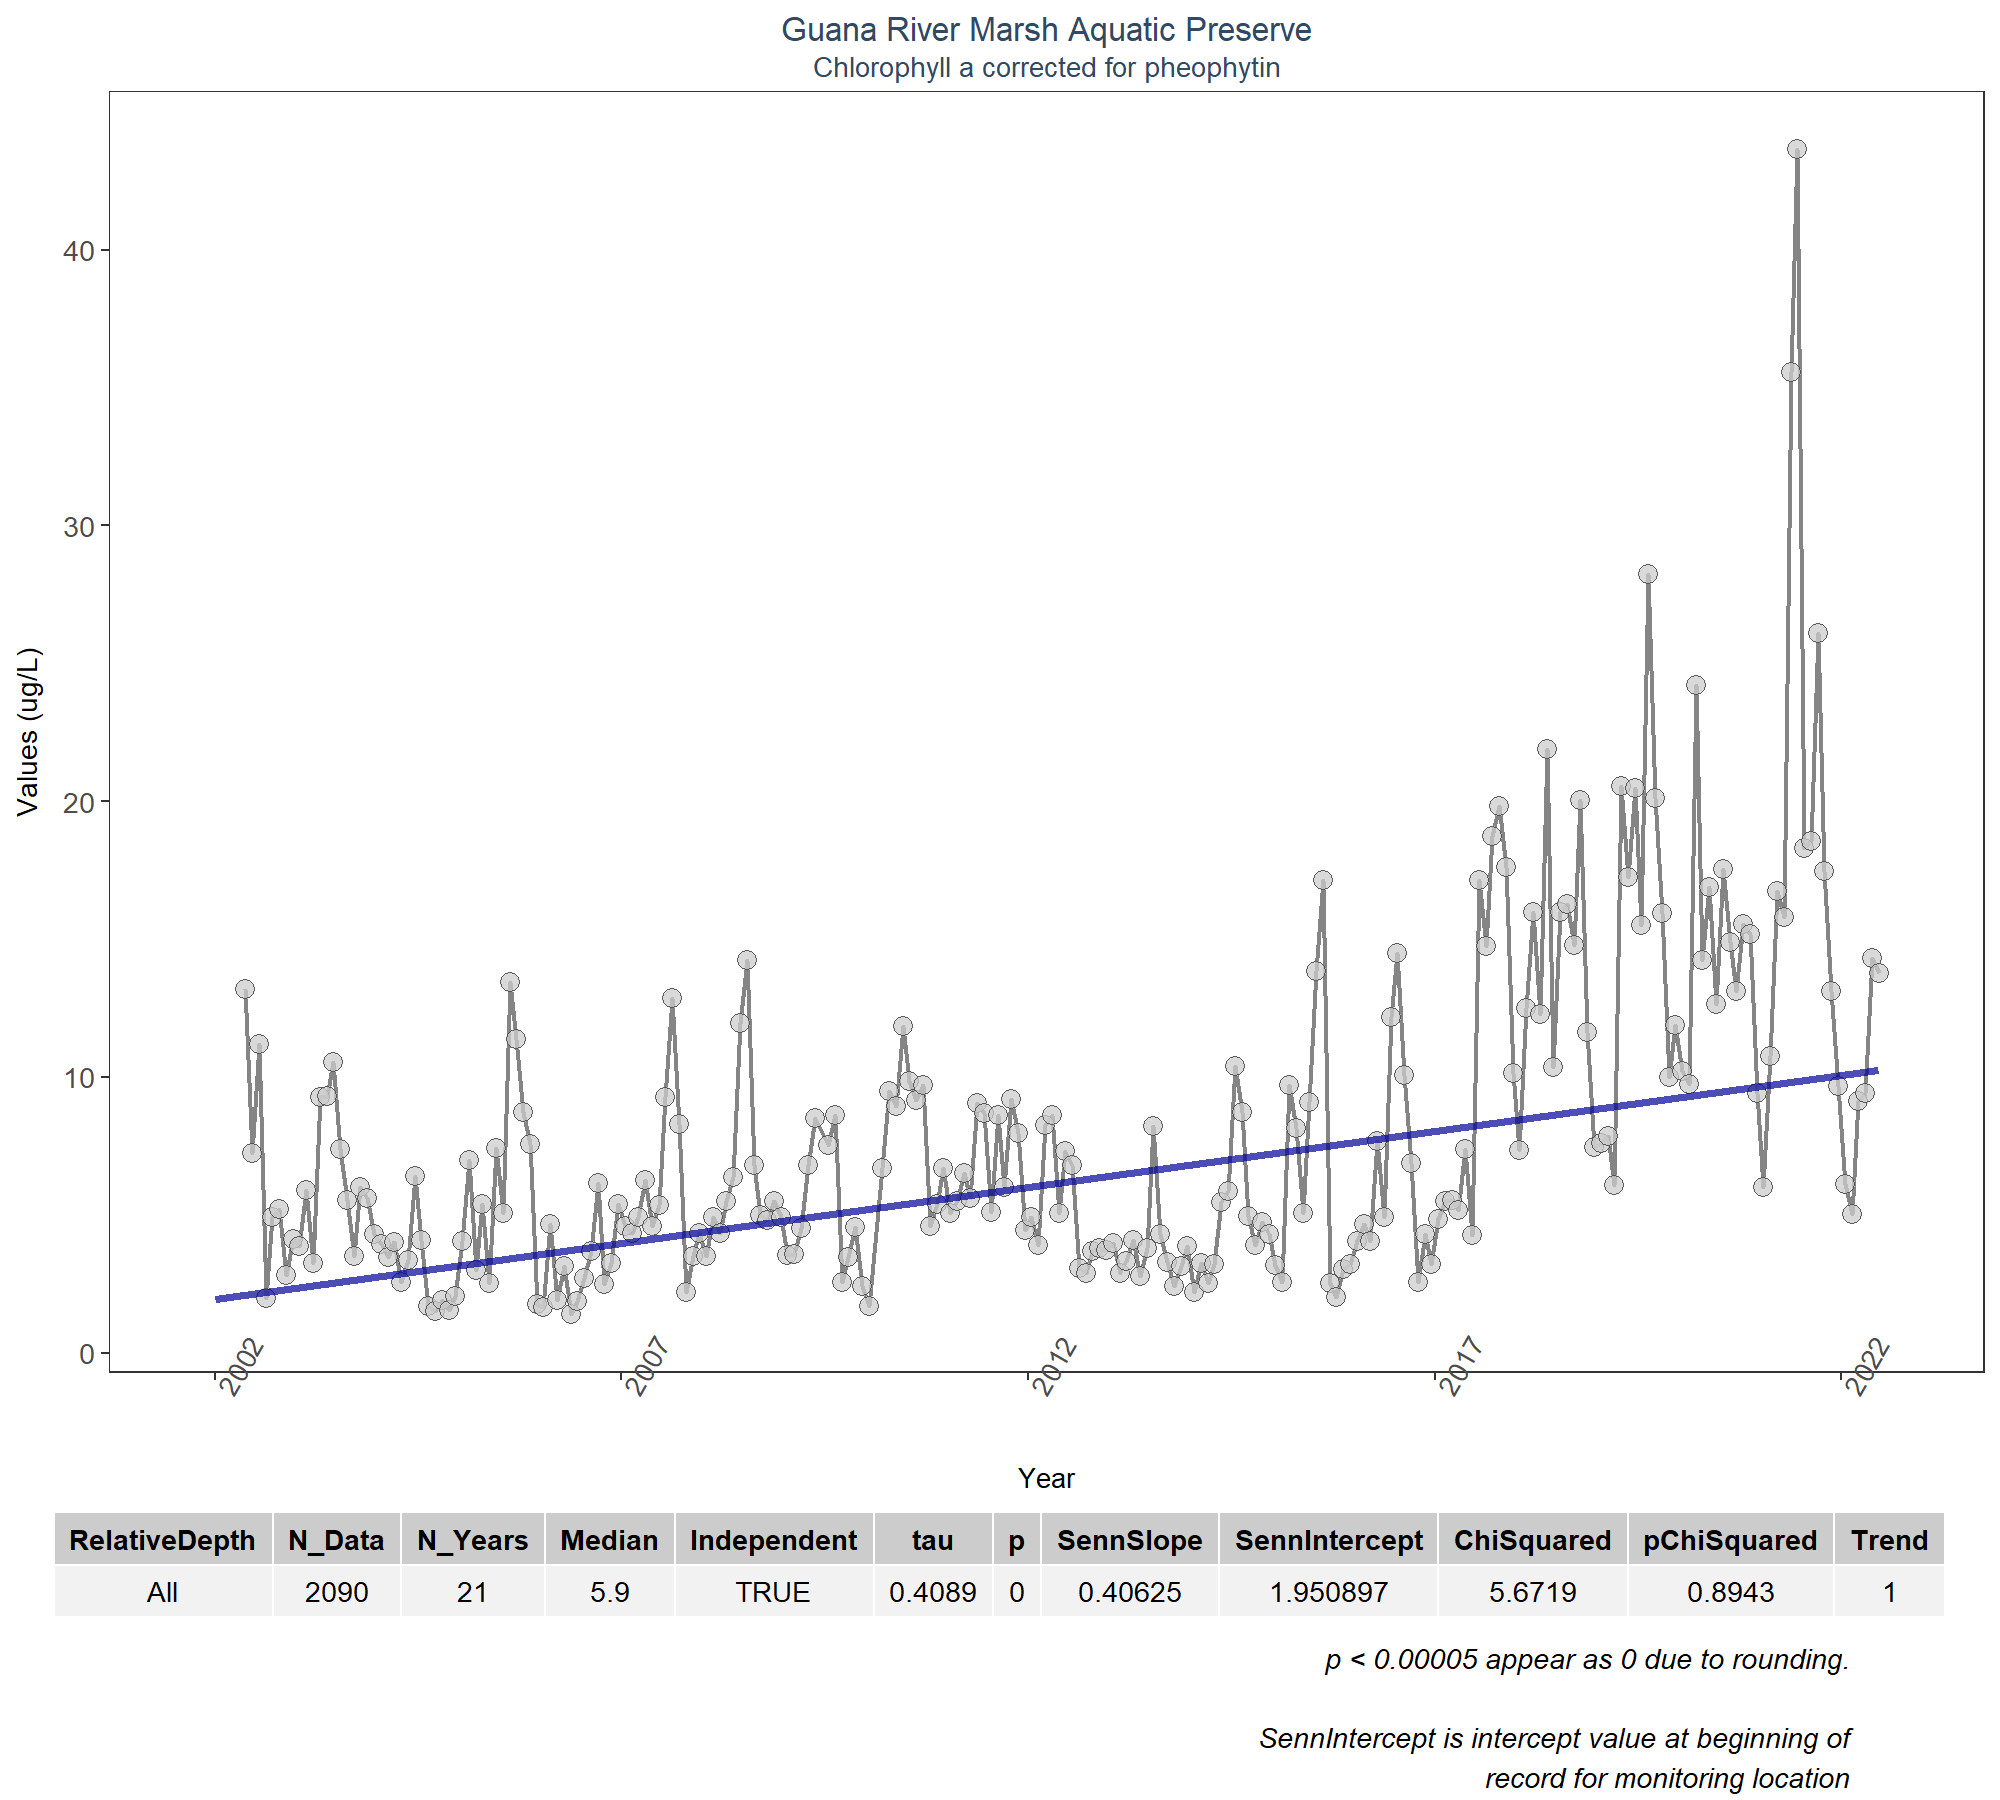 Guana River Marsh Aquatic Preserve
Chlorophyll a corrected for pheophytin
Values (ug/L)
40
30
20
10
0
2002
2007
2012
2017
2022
Year
RelativeDepth N_Data N_Years Median Independent tau p SennSlope SennIntercept ChiSquared pChiSquared Trend
All 2090 21 5.9 TRUE 0.4089 0 0.40625 1.950897 5.6719 0.8943 1
p < 0.00005 appear as 0 due to rounding.
SennIntercept is intercept value at beginning of
record for monitoring location